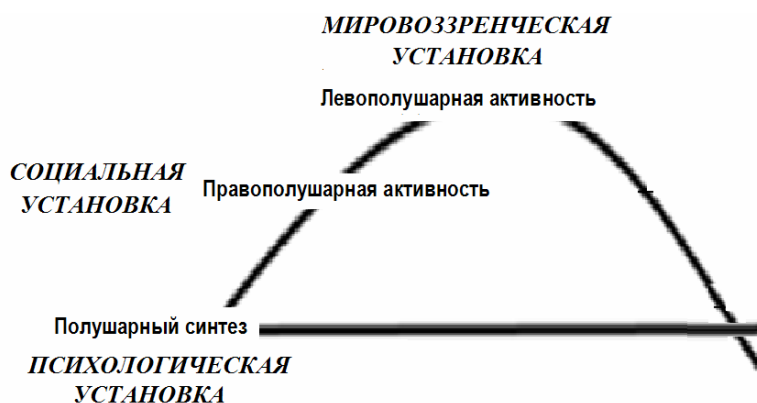 МИРОВОЗЗРЕНЧЕСКАЯ
УСТАНОВКА
Левополушарная активность
СОЦИАЛЬНАЯ
УСТАНОВКА
Правополушарная активность
Полушарный синтез
ПСИХОЛОГИЧЕСКАЯ
УСТАНОВКА